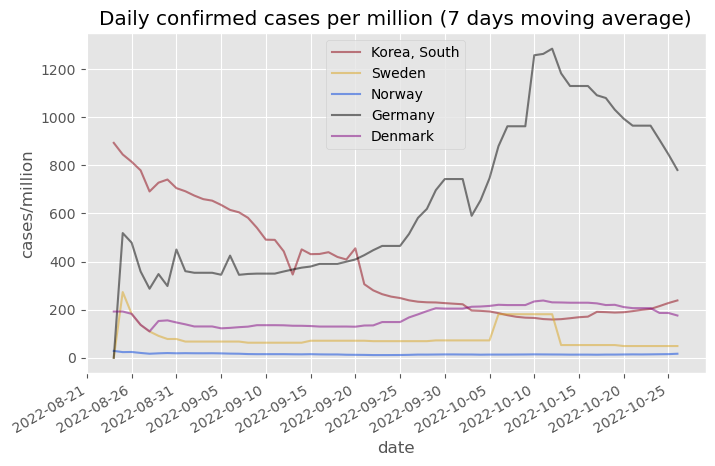 Daily confirmed cases per million (7 days moving average)
Korea, South
Sweden
Norway
Germany
Denmark
cases/million
1200
1000
800
600
400
200
0
2022-08-21
2022-08-26
2022-08-31
2022-09-05
2022-09-10
2022-09-15
2022-09-20
2022-09-25
2022-09-30
2022-10-05
2022-10-10
2022-10-15
2022-10-20
2022-10-25
date